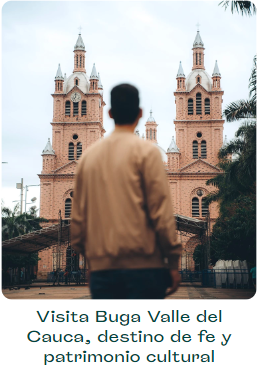 Visita Buga Valle del
Cauca, destino de fe y
patrimonio cultural